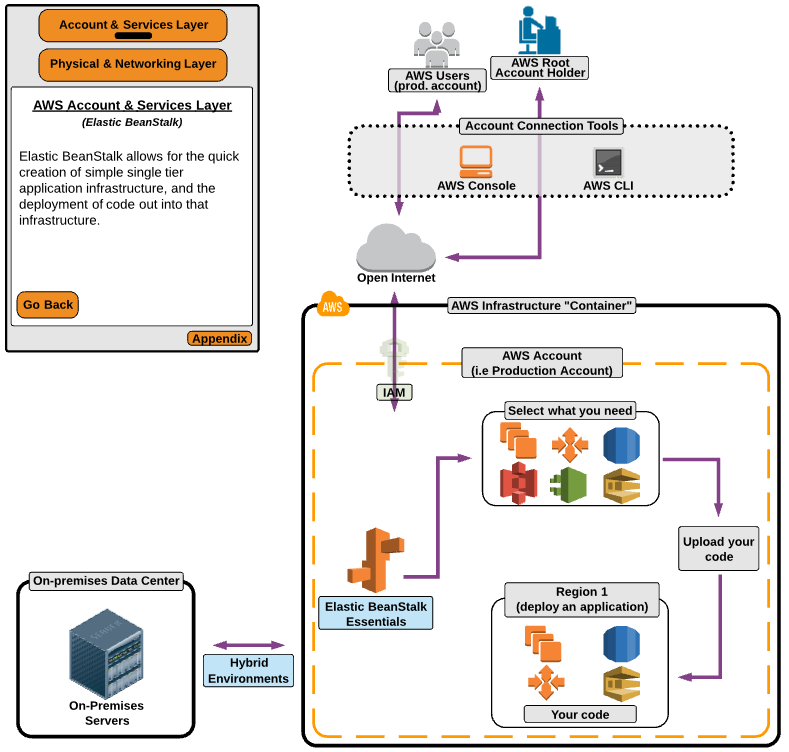 Account & Services Layer
Physical & Networking Layer
AWS Account & Services Layer
(Elastic BeanStalk)
Elastic BeanStalk allows for the quick
creation of simple single tier
application infrastructure, and the
deployment of code out into that
infrastructure.
Go Back
Appendix
AWS Users
(prod. account)
AWS Root
Account Holder
Account Connection Tools
AWS Console
AWS CLI
Open Internet
AWS
AWS Infrastructure "Container"
AWS Account
(i.e Production Account)
IAM
Select what you need
Upload your
code
Elastic BeanStalk
Essentials
Region 1
(deploy an application)
Your code
On-premises Data Center
On-Premises
Servers
Hybrid
Environments